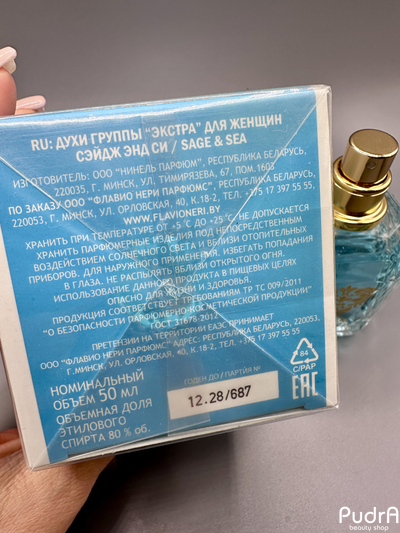 RU: ДУХИ ГРУППЫ "ЭКСТРА" ДЛЯ ЖЕНЩИН
СЭЙДЖ ЭНД СИ / SAGE & SEA
ИЗГОТОВИТЕЛЬ: ООО "НИНЕЛЬ ПАРФЮМ", РЕСПУБЛИКА БЕЛАРУСЬ,
220035, Г. МИНСК, УЛ. ТИМИРЯЗЕВА, 67, ПОМ. 1603
ПО ЗАКАЗУ ООО "ФЛАВИО НЕРИ ПАРФЮМС", РЕСПУБЛИКА БЕЛАРУСЬ,
220053, Г. МИНСК, УЛ. ОРЛОВСКАЯ, 40, К.18-2, ТЕЛ. +375 17 397 55 55,
WWW.FLAVIONERI.BY
ХРАНИТЬ ПРИ ТЕМПЕРАТУРЕ ОТ +5˚C ДО +25˚C. НЕ ДОПУСКАЕТСЯ
ХРАНИТЬ ПАРФЮМЕРНЫЕ ИЗДЕЛИЯ ПОД НЕПОСРЕДСТВЕННЫМ
ВОЗДЕЙСТВИЕМ СОЛНЕЧНОГО СВЕТА И ВБЛИЗИ ОТОПИТЕЛЬНЫХ
ПРИБОРОВ. ДЛЯ НАРУЖНОГО ПРИМЕНЕНИЯ. ИЗБЕГАТЬ ПОПАДАНИЯ
В ГЛАЗА. НЕ РАСПЫЛЯТЬ ВБЛИЗИ ОТКРЫТОГО ОГНЯ.
ИСПОЛЬЗОВАНИЕ ДАННОГО ПРОДУКТА В ПИЩЕВЫХ ЦЕЛЯХ
ОПАСНО ДЛЯ ЖИЗНИ И ЗДОРОВЬЯ.
ПРОДУКЦИЯ СООТВЕТСТВУЕТ ТРЕБОВАНИЯМ ТР ТС 009/2011
"О БЕЗОПАСНОСТИ ПАРФЮМЕРНО-КОСМЕТИЧЕСКОЙ ПРОДУКЦИИ"
ГОСТ 31678-2012
ПРЕТЕНЗИИ НА ТЕРРИТОРИИ ЕАЭС ПРИНИМАЕТ
ООО "ФЛАВИО НЕРИ ПАРФЮМС" АДРЕС: РЕСПУБЛИКА БЕЛАРУСЬ, 220053,
Г. МИНСК, УЛ. ОРЛОВСКАЯ, 40, К.18-2, ТЕЛ. +375 17 397 55 55
НОМИНАЛЬНЫЙ
ОБЪЕМ 50 МЛ
ОБЪЕМНАЯ ДОЛЯ
ЭТИЛОВОГО
СПИРТА 80 % об.
ГОДЕН ДО / ПАРТИЯ №
12.28/687
84
C/PAP
EAC
PudrA
beauty shop